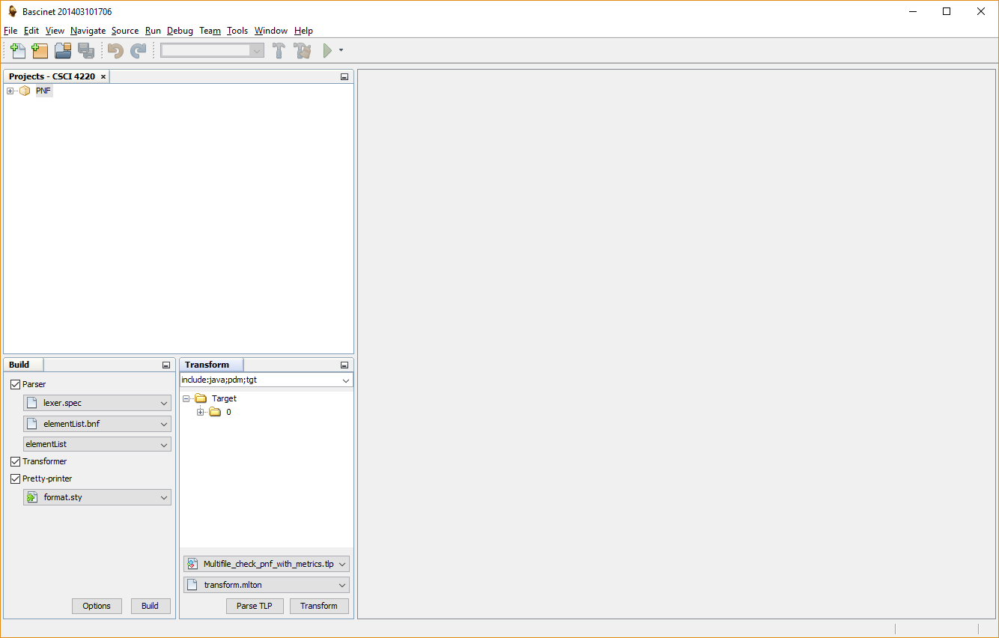 Bascinet 201403101706
File Edit View Navigate Source Run Debug Team Tools Window Help
Projects - CSCI 4220 ×
PNF
Build
Transform
Parser
lexer.spec
elementList.bnf
elementList
Transformer
Pretty-printer
format.sty
Options Build
include:java;pdm;tgt
Target
0
Multifile_check_pnf_with_metrics.tlp
transform.mlton
Parse TLP Transform